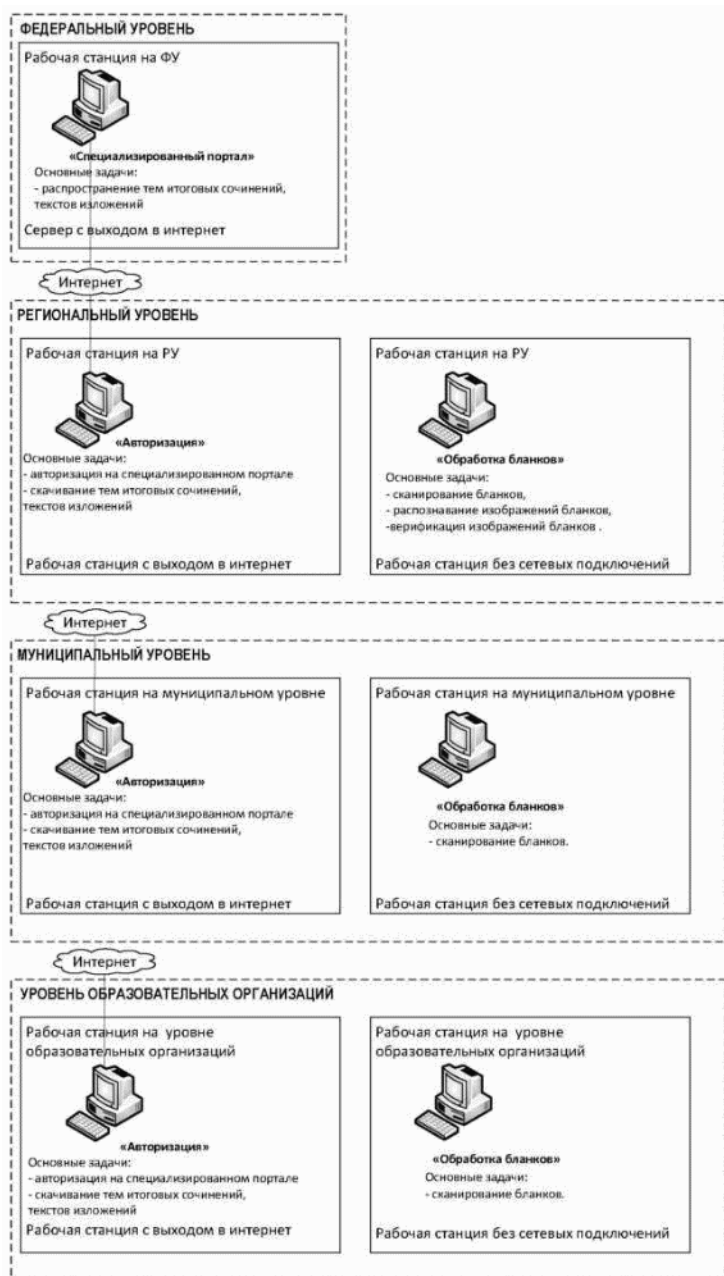 ФЕДЕРАЛЬНЫЙ УРОВЕНЬ
Рабочая станция на ФУ
«Специализированный портал»
Основные задачи:
- распространение тем итоговых сочинений,
текстов изложений
Сервер с выходом в интернет
Интернет
РЕГИОНАЛЬНЫЙ УРОВЕНЬ
Рабочая станция на РУ
«Авторизация»
Основные задачи:
- авторизация на специализированном портале
- скачивание тем итоговых сочинений,
текстов изложений
Рабочая станция с выходом в интернет
Рабочая станция на РУ
«Обработка бланков»
Основные задачи:
- сканирование бланков,
- распознавание изображений бланков,
-верификация изображений бланков .
Рабочая станция без сетевых подключений
Интернет
МУНИЦИПАЛЬНЫЙ УРОВЕНЬ
Рабочая станция на муниципальном уровне
«Авторизация»
Основные задачи:
- авторизация на специализированном портале
- скачивание тем итоговых сочинений,
текстов изложений
Рабочая станция с выходом в интернет
Рабочая станция на муниципальном уровне
«Обработка бланков»
Основные задачи:
- сканирование бланков.
Рабочая станция без сетевых подключений
Интернет
УРОВЕНЬ ОБРАЗОВАТЕЛЬНЫХ ОРГАНИЗАЦИЙ
Рабочая станция на уровне
образовательных организаций
«Авторизация»
Основные задачи:
- авторизация на специализированном портале
- скачивание тем итоговых сочинений,
текстов изложений
Рабочая станция с выходом в интернет
Рабочая станция на уровне
образовательных организаций
«Обработка бланков»
Основные задачи:
- сканирование бланков.
Рабочая станция без сетевых подключений